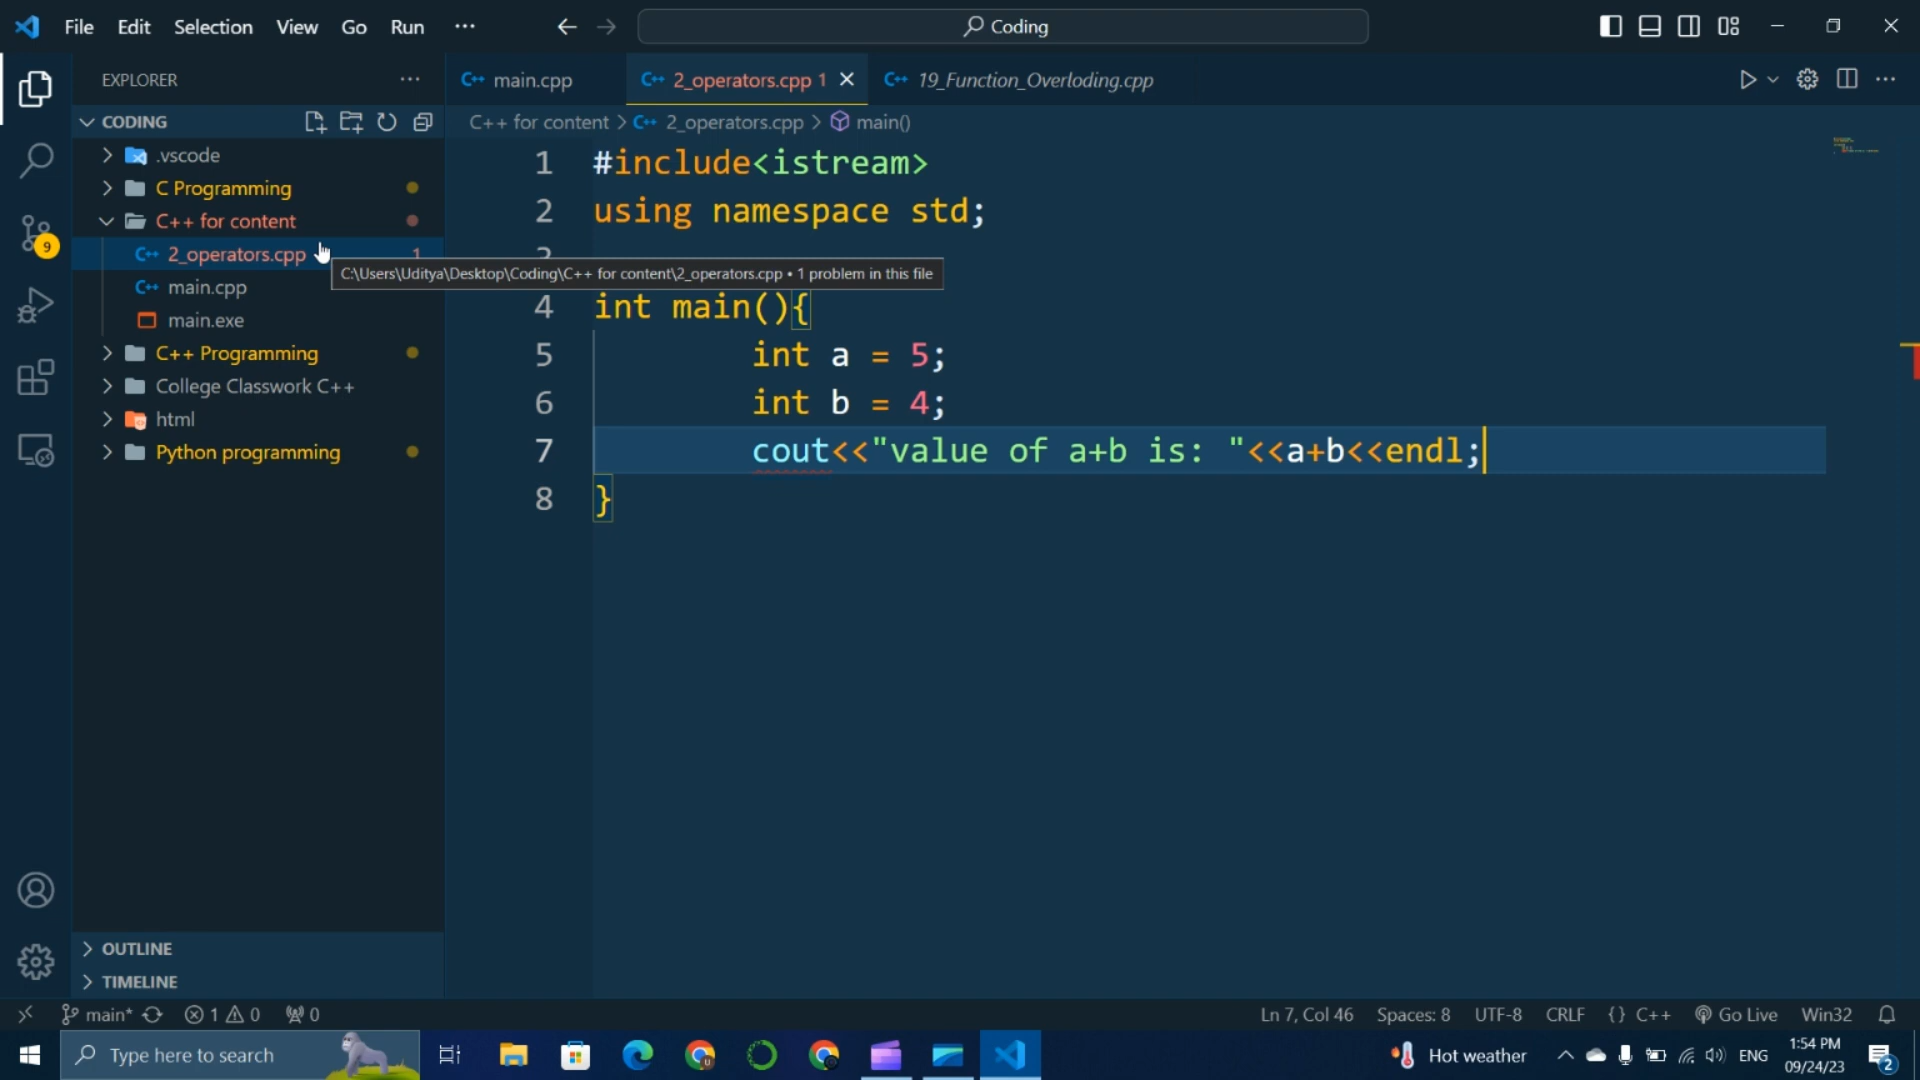 File Edit Selection View Go Run ···
Coding
EXPLORER ···
CODING
.vscode
C Programming
C++ for content
2_operators.cpp 1
main.cpp
main.exe
C++ Programming
College Classwork C++
html
Python programming
OUTLINE
TIMELINE
9
C++ main.cpp
C++ 2_operators.cpp 1
C++ 19_Function_Overloding.cpp
C++ for content > C++ 2_operators.cpp > main()
1 #include<istream>
2 using namespace std;
C:\Users\Uditya\Desktop\Coding\C++ for content\2_operators.cpp • 1 problem in this file
4 int main(){
5 int a = 5;
6 int b = 4;
7 cout<<"value of a+b is: "<<a+b<<endl;
8 }
main* 1 0 0
Ln 7, Col 46 Spaces: 8 UTF-8 CRLF {} C++ Go Live Win32
Type here to search
Hot weather
ENG
1:54 PM
09/24/23
2